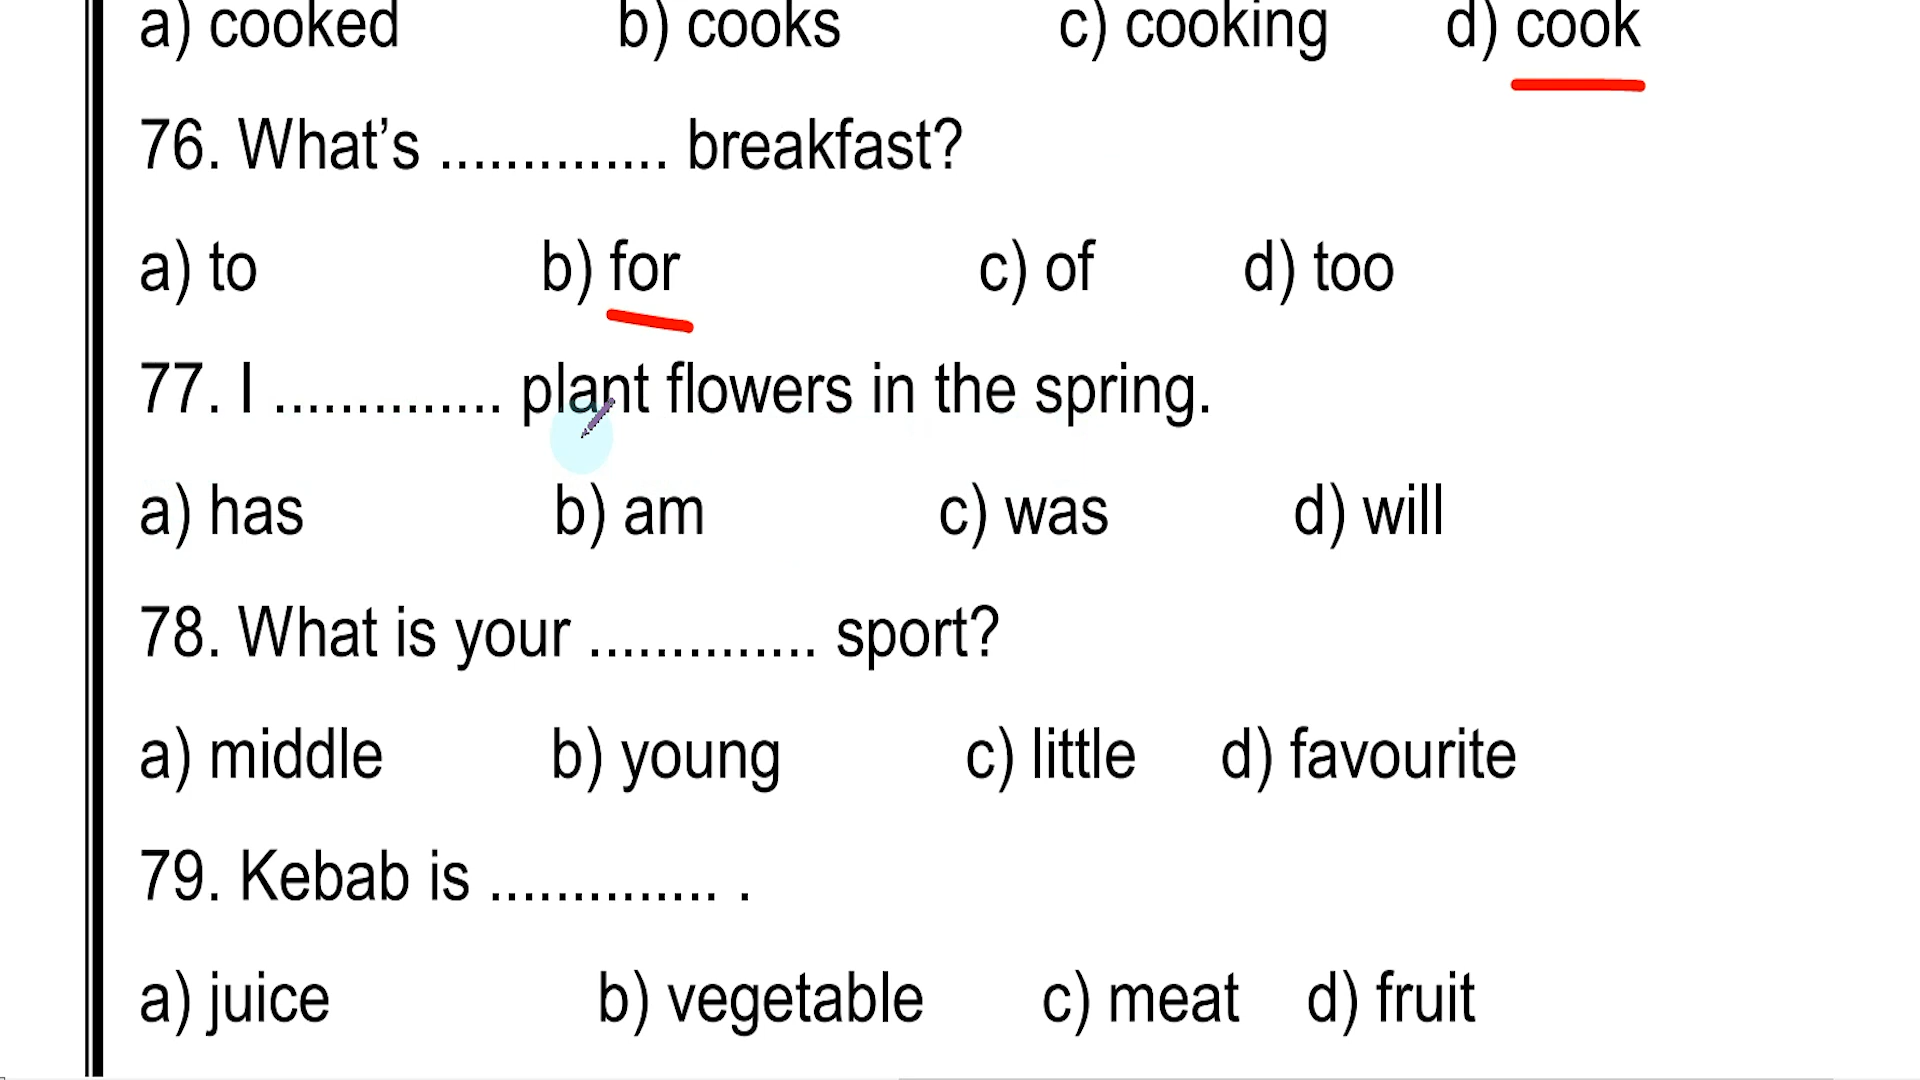 a) cooked b) cooks c) cooking d) cook
76. What’s .............. breakfast?
a) to b) for c) of d) too
77. I .............. plant flowers in the spring.
a) has b) am c) was d) will
78. What is your .............. sport?
a) middle b) young c) little d) favourite
79. Kebab is .............. .
a) juice b) vegetable c) meat d) fruit